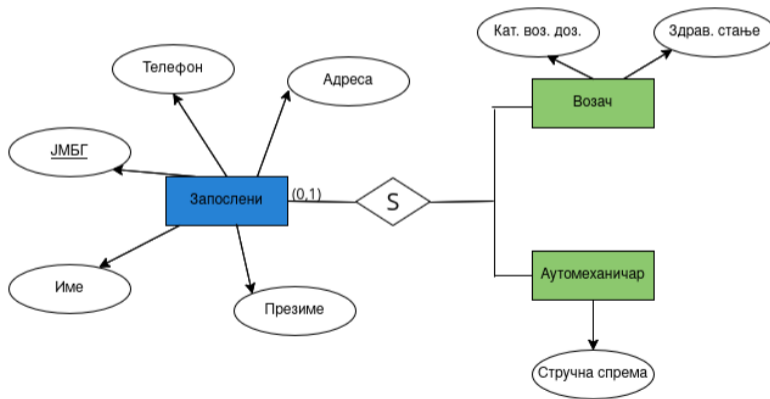 Кат. воз. доз.
Здрав. стање
Телефон
Адреса
Возач
ЈМБГ
Запослени
(0,1)
S
Аутомеханичар
Име
Презиме
Стручна спрема